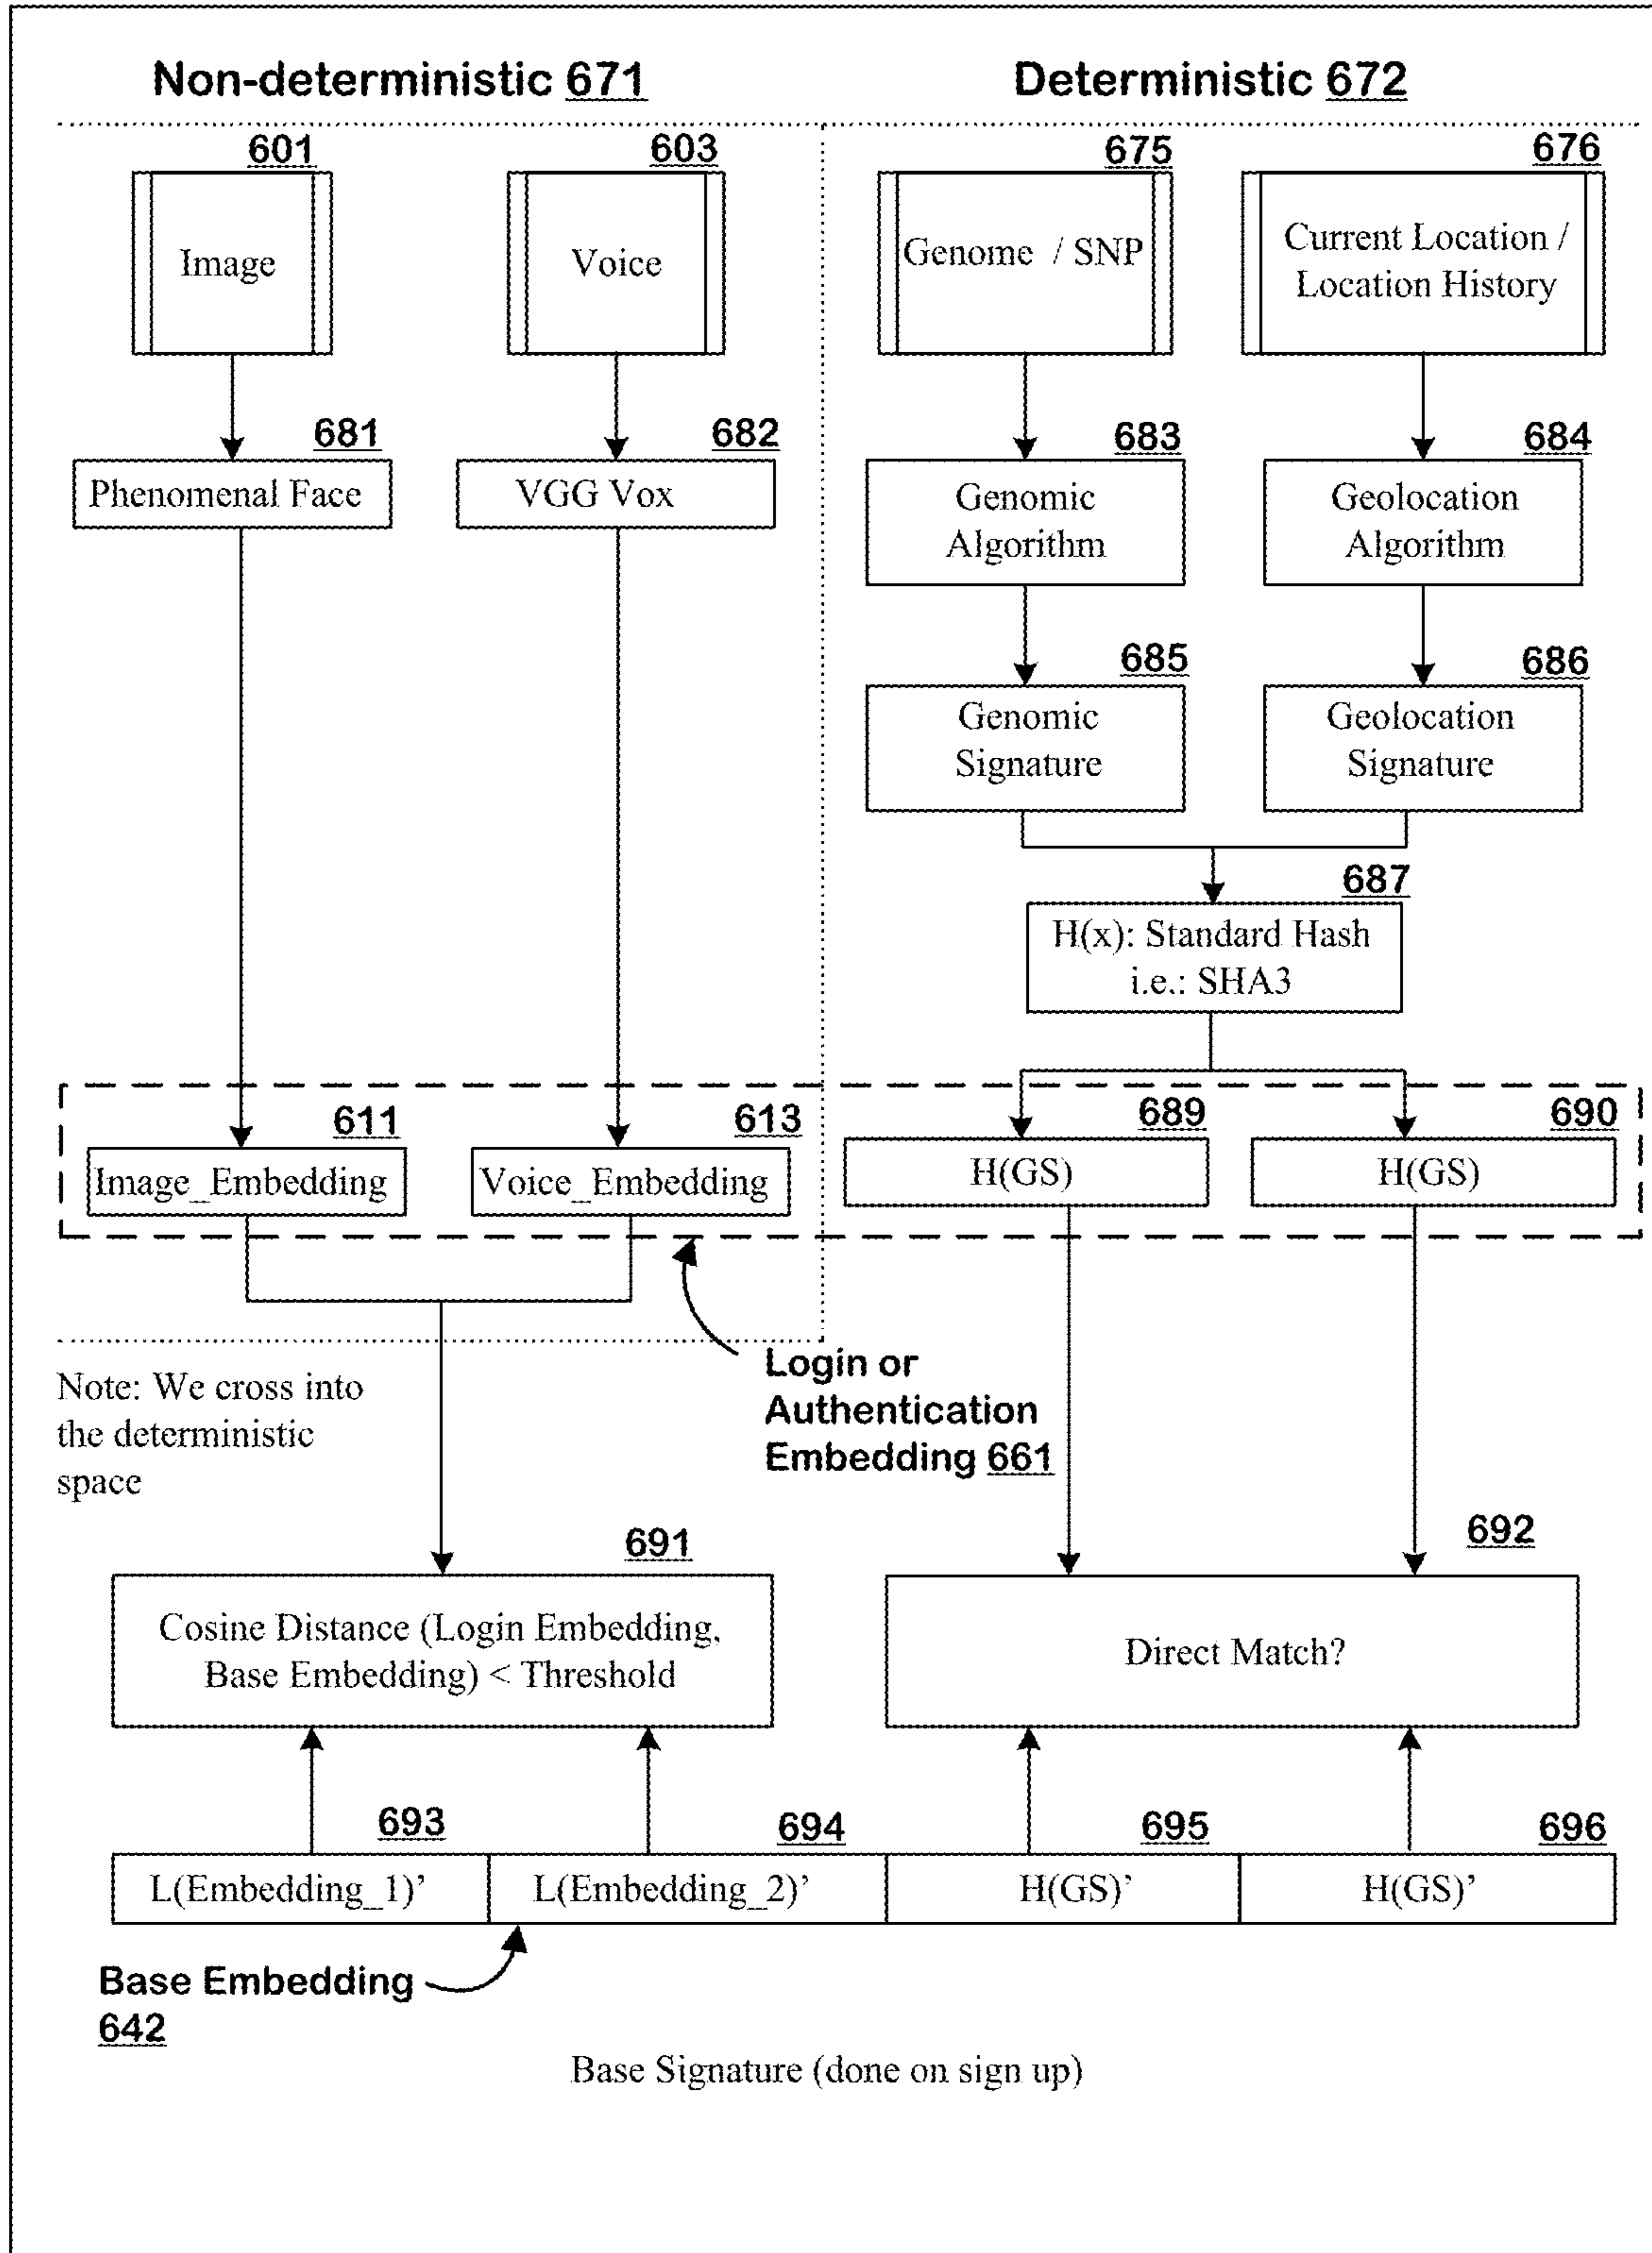 Non-deterministic 671
Deterministic 672
601
603
675
676
Image
Voice
Genome / SNP
Current Location /
Location History
681
682
683
684
Phenomenal Face
VGG Vox
Genomic
Algorithm
Geolocation
Algorithm
685
686
Genomic
Signature
Geolocation
Signature
687
H(x): Standard Hash
i.e.: SHA3
611
613
689
690
Image_Embedding
Voice_Embedding
H(GS)
H(GS)
Note: We cross into
the deterministic
space
Login or
Authentication
Embedding 661
691
692
Cosine Distance (Login Embedding,
Base Embedding) < Threshold
Direct Match?
693
694
695
696
L(Embedding_1)’
L(Embedding_2)’
H(GS)’
H(GS)’
Base Embedding
642
Base Signature (done on sign up)